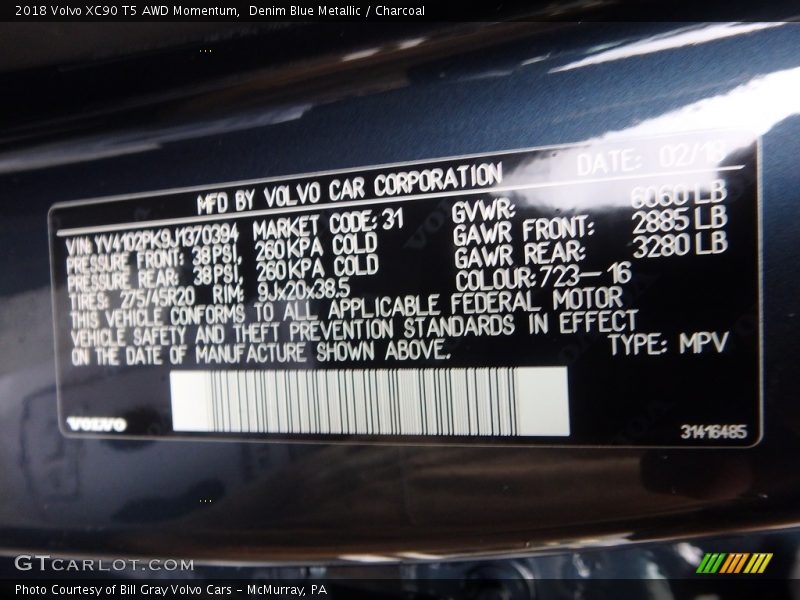 2018 Volvo XC90 T5 AWD Momentum,  Denim Blue Metallic / Charcoal
MFD BY VOLVO CAR CORPORATION DATE: 02/18
VIN: YV4102PK9J1370394 MARKET CODE: 31 GVWR: 6060 LB
PRESSURE FRONT: 38 PSI, 260 KPA COLD GAWR FRONT: 2885 LB
PRESSURE REAR: 38 PSI, 260 KPA COLD GAWR REAR: 3280 LB
TIRES: 275/45R20 RIM: 9Jx20x38.5 COLOUR: 723-16
THIS VEHICLE CONFORMS TO ALL APPLICABLE FEDERAL MOTOR
VEHICLE SAFETY AND THEFT PREVENTION STANDARDS IN EFFECT
ON THE DATE OF MANUFACTURE SHOWN ABOVE. TYPE: MPV
VOLVO 31416485
GTCARLOT.COM
Photo Courtesy of Bill Gray Volvo Cars - McMurray, PA